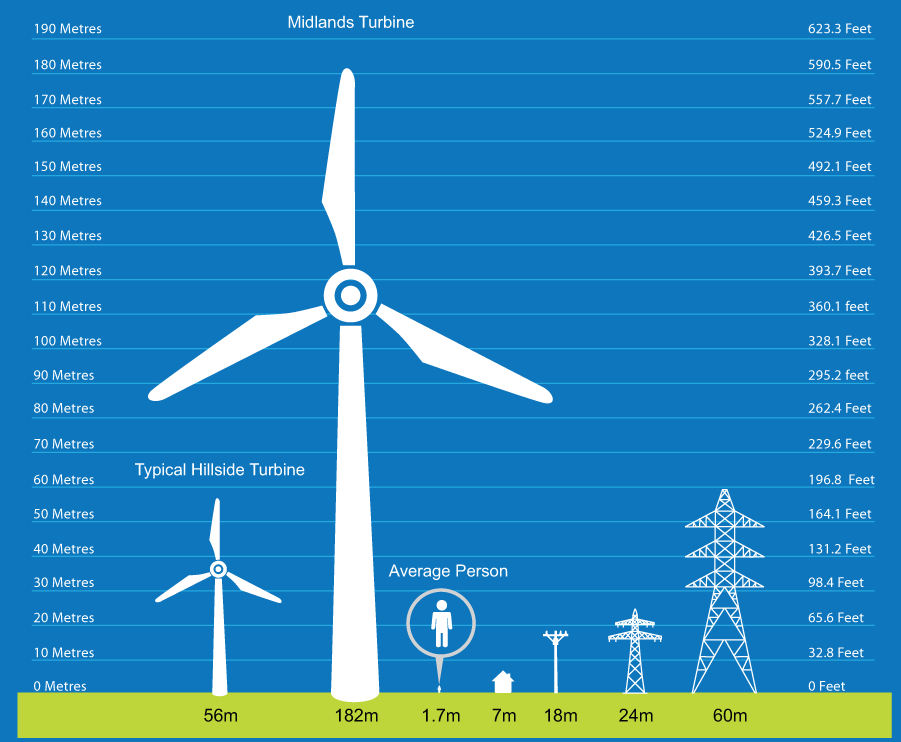 Midlands Turbine
190 Metres 623.3 Feet
180 Metres 590.5 Feet
170 Metres 557.7 Feet
160 Metres 524.9 Feet
150 Metres 492.1 Feet
140 Metres 459.3 Feet
130 Metres 426.5 Feet
120 Metres 393.7 Feet
110 Metres 360.1 feet
100 Metres 328.1 Feet
90 Metres 295.2 feet
80 Metres 262.4 Feet
70 Metres 229.6 Feet
Typical Hillside Turbine
60 Metres 196.8 Feet
50 Metres 164.1 Feet
40 Metres 131.2 Feet
Average Person
30 Metres 98.4 Feet
20 Metres 65.6 Feet
10 Metres 32.8 Feet
0 Metres 0 Feet
56m 182m 1.7m 7m 18m 24m 60m